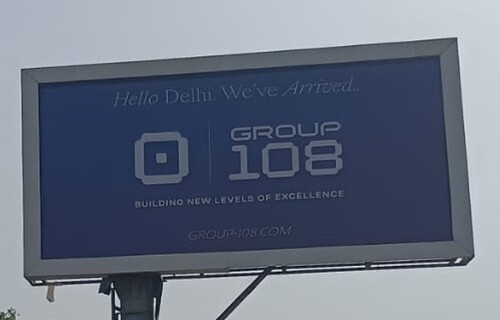 Hello Delhi. We've Arrived..
GROUP
108
BUILDING NEW LEVELS OF EXCELLENCE
GROUP-108.COM